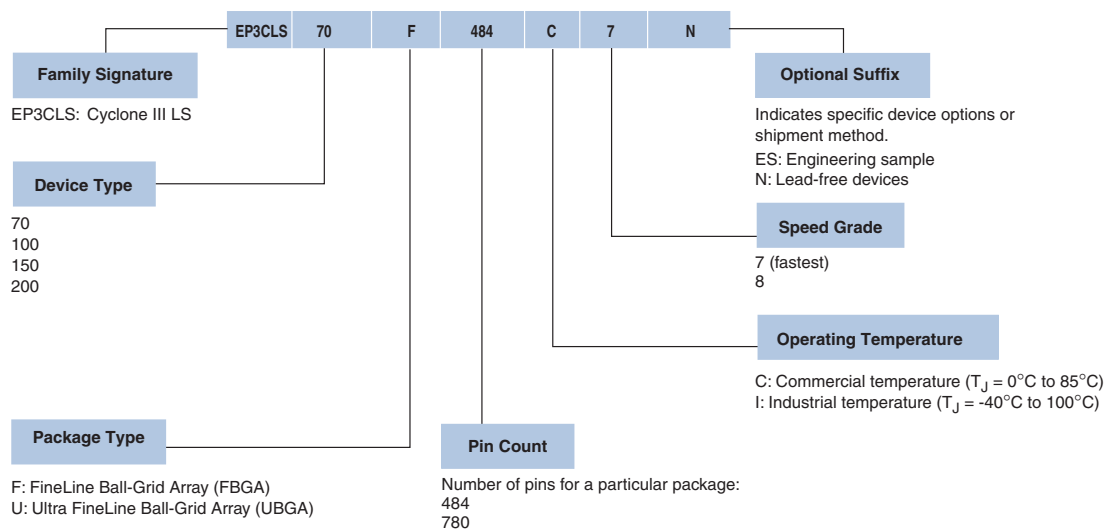 EP3CLS 70 F 484 C 7 N
Family Signature
EP3CLS: Cyclone III LS
Device Type
70
100
150
200
Package Type
F: FineLine Ball-Grid Array (FBGA)
U: Ultra FineLine Ball-Grid Array (UBGA)
Pin Count
Number of pins for a particular package:
484
780
Optional Suffix
Indicates specific device options or
shipment method.
ES: Engineering sample
N: Lead-free devices
Speed Grade
7 (fastest)
8
Operating Temperature
C: Commercial temperature (TJ = 0°C to 85°C)
I: Industrial temperature (TJ = -40°C to 100°C)